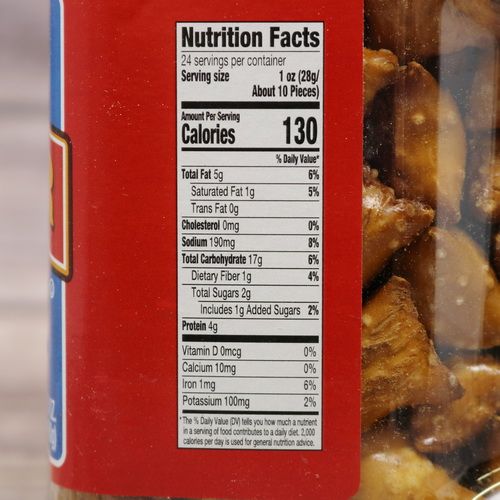 Nutrition Facts
24 servings per container
Serving size 1 oz (28g/
About 10 Pieces)
Amount Per Serving
Calories 130
% Daily Value*
Total Fat 5g 6%
Saturated Fat 1g 5%
Trans Fat 0g
Cholesterol 0mg 0%
Sodium 190mg 8%
Total Carbohydrate 17g 6%
Dietary Fiber 1g 4%
Total Sugars 2g
Includes 1g Added Sugars 2%
Protein 4g
Vitamin D 0mcg 0%
Calcium 10mg 0%
Iron 1mg 6%
Potassium 100mg 2%
*The % Daily Value (DV) tells you how much a nutrient
in a serving of food contributes to a daily diet. 2,000
calories per day is used for general nutrition advice.